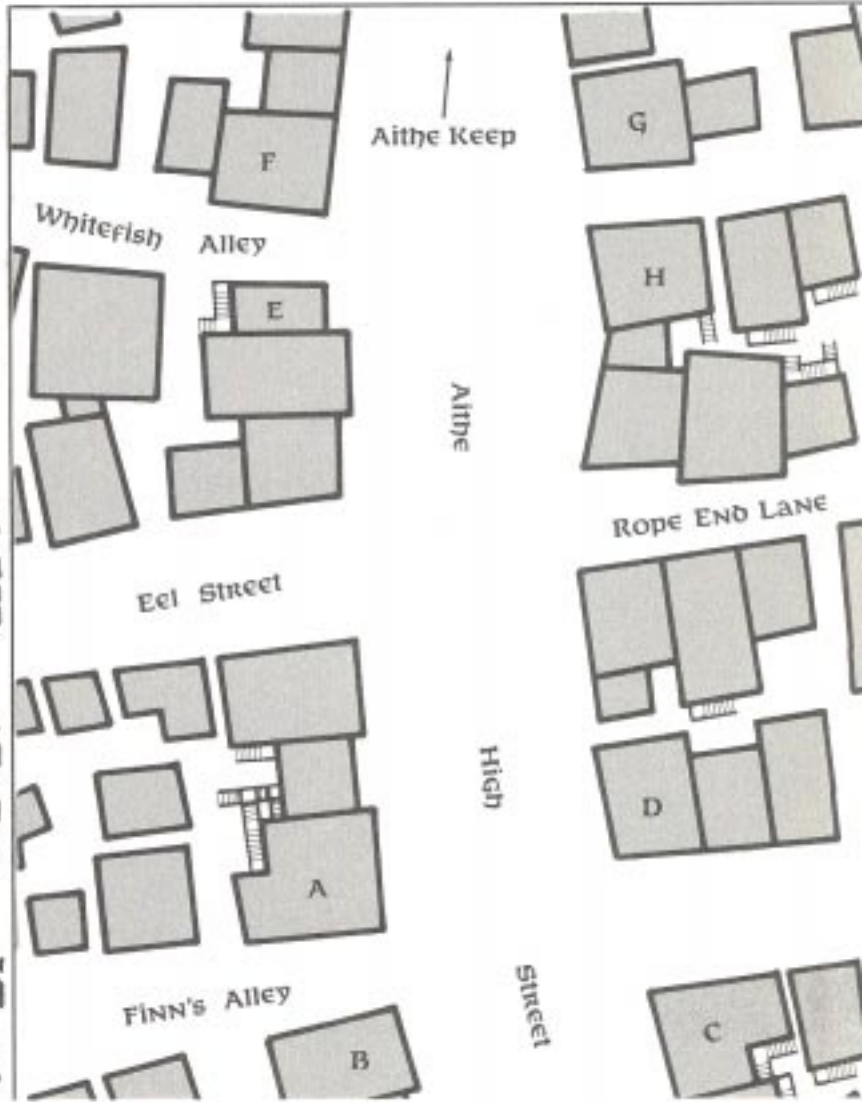 G
Aithe Keep
F
Whitefish Alley
H
E
Aithe
Rope End Lane
Eel Street
High
D
A
Street
Finn's Alley
C
B